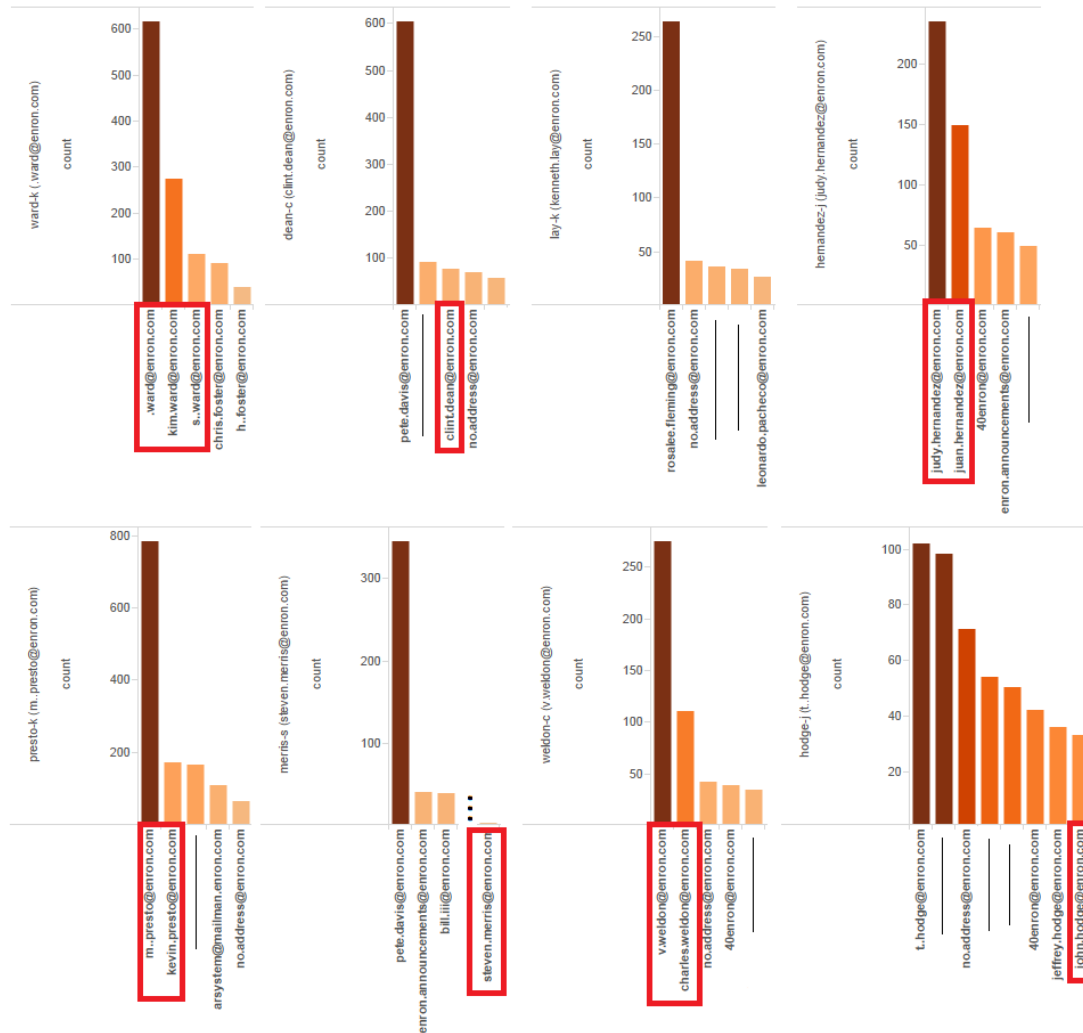 ward-k (.ward@enron.com)
count
600
500
400
300
200
100
.ward@enron.com
kim.ward@enron.com
s..ward@enron.com
chris.foster@enron.com
h..foster@enron.com
dean-c (clint.dean@enron.com)
count
600
500
400
300
200
100
pete.davis@enron.com
clint.dean@enron.com
no.address@enron.com
lay-k (kenneth.lay@enron.com)
count
250
200
150
100
50
rosalee.fleming@enron.com
no.address@enron.com
leonardo.pacheco@enron.com
hernandez-j (judy.hernandez@enron.com)
count
200
150
100
50
judy.hernandez@enron.com
juan.hernandez@enron.com
40enron@enron.com
enron.announcements@enron.com
presto-k (m..presto@enron.com)
count
800
600
400
200
m..presto@enron.com
kevin.presto@enron.com
arsystem@mailman.enron.com
no.address@enron.com
merris-s (steven.merris@enron.com)
count
300
200
100
pete.davis@enron.com
enron.announcements@enron.com
bill.iii@enron.com
steven.merris@enron.com
weldon-c (v.weldon@enron.com)
count
250
200
150
100
50
v.weldon@enron.com
charles.weldon@enron.com
no.address@enron.com
40enron@enron.com
hodge-j (t..hodge@enron.com)
count
100
80
60
40
20
t..hodge@enron.com
no.address@enron.com
40enron@enron.com
jeffrey.hodge@enron.com
john.hodge@enron.com